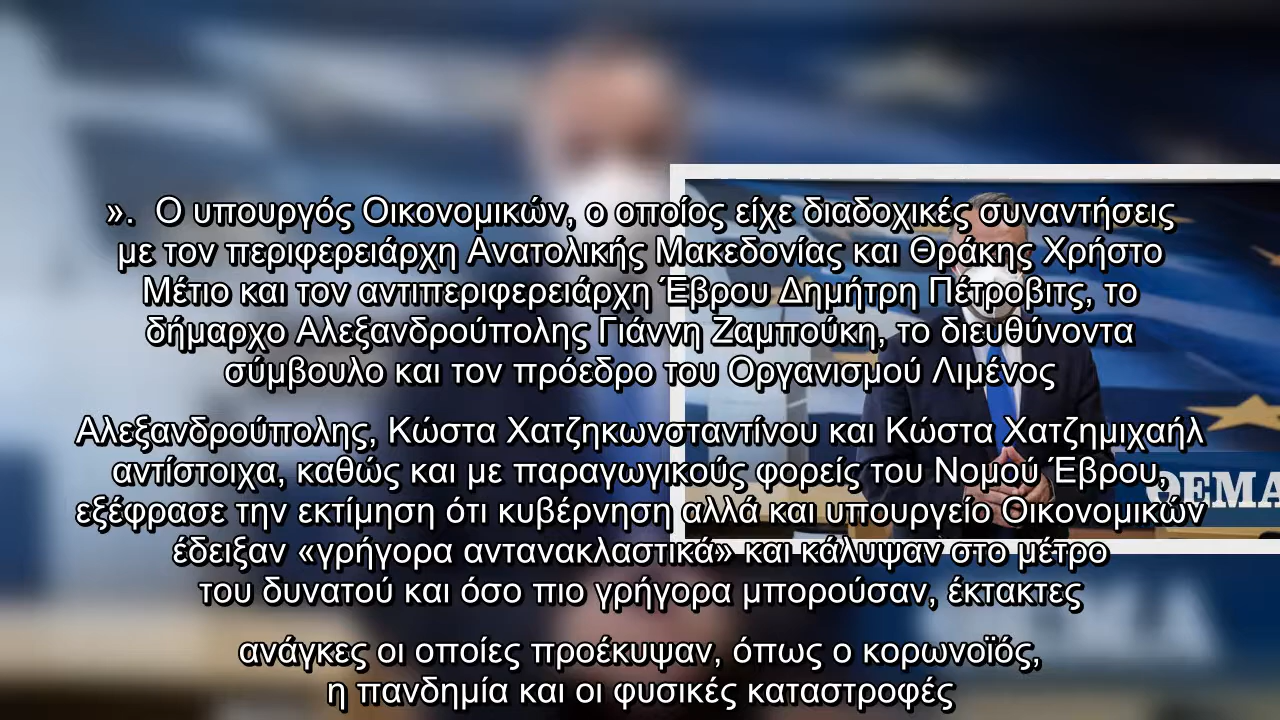 ».  Ο υπουργός Οικονομικών, ο οποίος είχε διαδοχικές συναντήσεις
με τον περιφερειάρχη Ανατολικής Μακεδονίας και Θράκης Χρήστο
Μέτιο και τον αντιπεριφερειάρχη Έβρου Δημήτρη Πέτροβιτς, το
δήμαρχο Αλεξανδρούπολης Γιάννη Ζαμπούκη, το διευθύνοντα
σύμβουλο και τον πρόεδρο του Οργανισμού Λιμένος
Αλεξανδρούπολης, Κώστα Χατζηκωνσταντίνου και Κώστα Χατζημιχαήλ
αντίστοιχα, καθώς και με παραγωγικούς φορείς του Νομού Έβρου,
εξέφρασε την εκτίμηση ότι κυβέρνηση αλλά και υπουργείο Οικονομικών
έδειξαν «γρήγορα αντανακλαστικά» και κάλυψαν στο μέτρο
του δυνατού και όσο πιο γρήγορα μπορούσαν, έκτακτες
ανάγκες οι οποίες προέκυψαν, όπως ο κορωνοϊός,
η πανδημία και οι φυσικές καταστροφές
ΘΕΜΑ